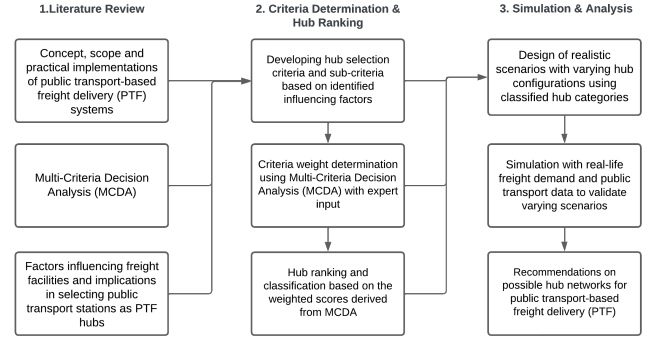 1.Literature Review
Concept, scope and
practical implementations
of public transport-based
freight delivery (PTF)
systems
Multi-Criteria Decision
Analysis (MCDA)
Factors influencing freight
facilities and implications
in selecting public
transport stations as PTF
hubs
2. Criteria Determination &
Hub Ranking
Developing hub selection
criteria and sub-criteria
based on identified
influencing factors
Criteria weight determination
using Multi-Criteria Decision
Analysis (MCDA) with expert
input
Hub ranking and
classification based on the
weighted scores derived
from MCDA
3. Simulation & Analysis
Design of realistic
scenarios with varying hub
configurations using
classified hub categories
Simulation with real-life
freight demand and public
transport data to validate
varying scenarios
Recommendations on
possible hub networks for
public transport-based
freight delivery (PTF)